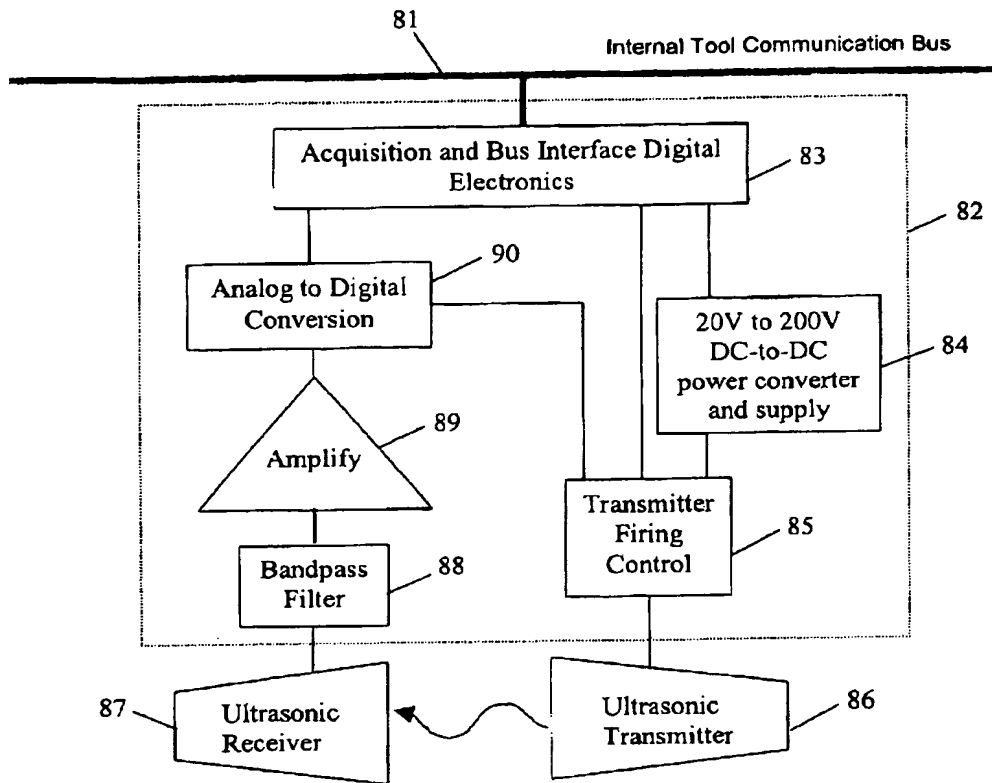 81
Internal Tool Communication Bus
Acquisition and Bus Interface Digital
Electronics
83
82
90
Analog to Digital
Conversion
20V to 200V
DC-to-DC
power converter
and supply
84
89
Amplify
Transmitter
Firing
Control
85
Bandpass
Filter
88
87
Ultrasonic
Receiver
Ultrasonic
Transmitter
86